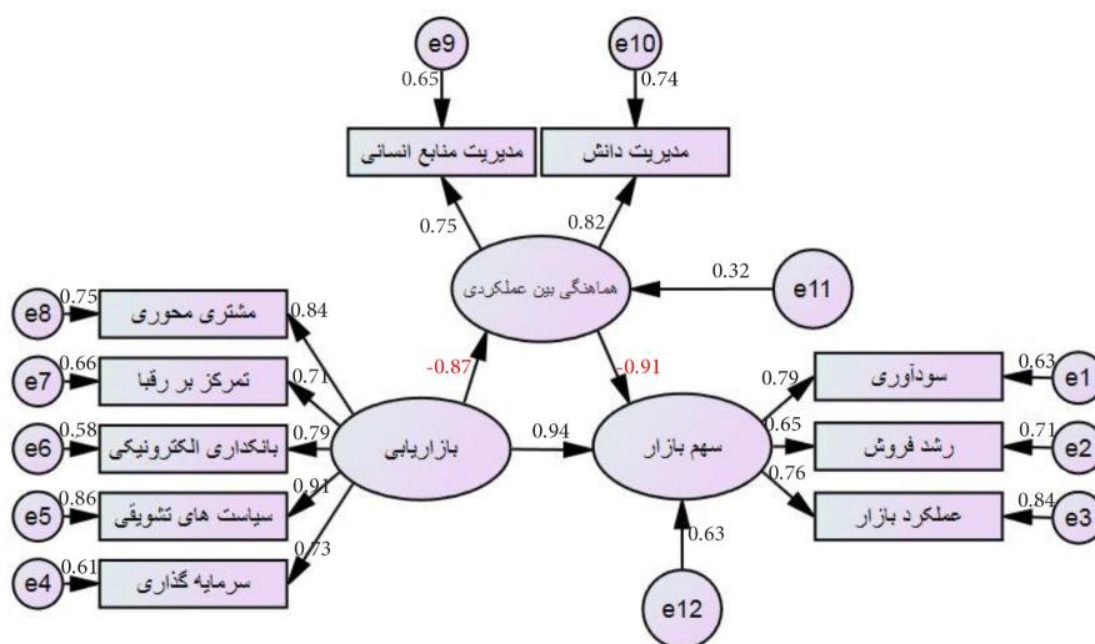 e9
e10
0.65
0.74
مدیریت منابع انسانی
مدیریت دانش
0.75
0.82
هماهنگی بین عملکردی
0.32
e11
e8
0.75
مشتری محوری
0.84
e7
0.66
تمرکز بر رقبا
0.71
e6
0.58
بانکداری الکترونیکی
0.79
e5
0.86
سیاست های تشویقی
0.91
e4
0.61
سرمایه گذاری
0.73
-0.87
-0.91
بازاریابی
0.94
سهم بازار
0.79
سودآوری
0.63
e1
0.65
رشد فروش
0.71
e2
0.76
عملکرد بازار
0.84
e3
0.63
e12